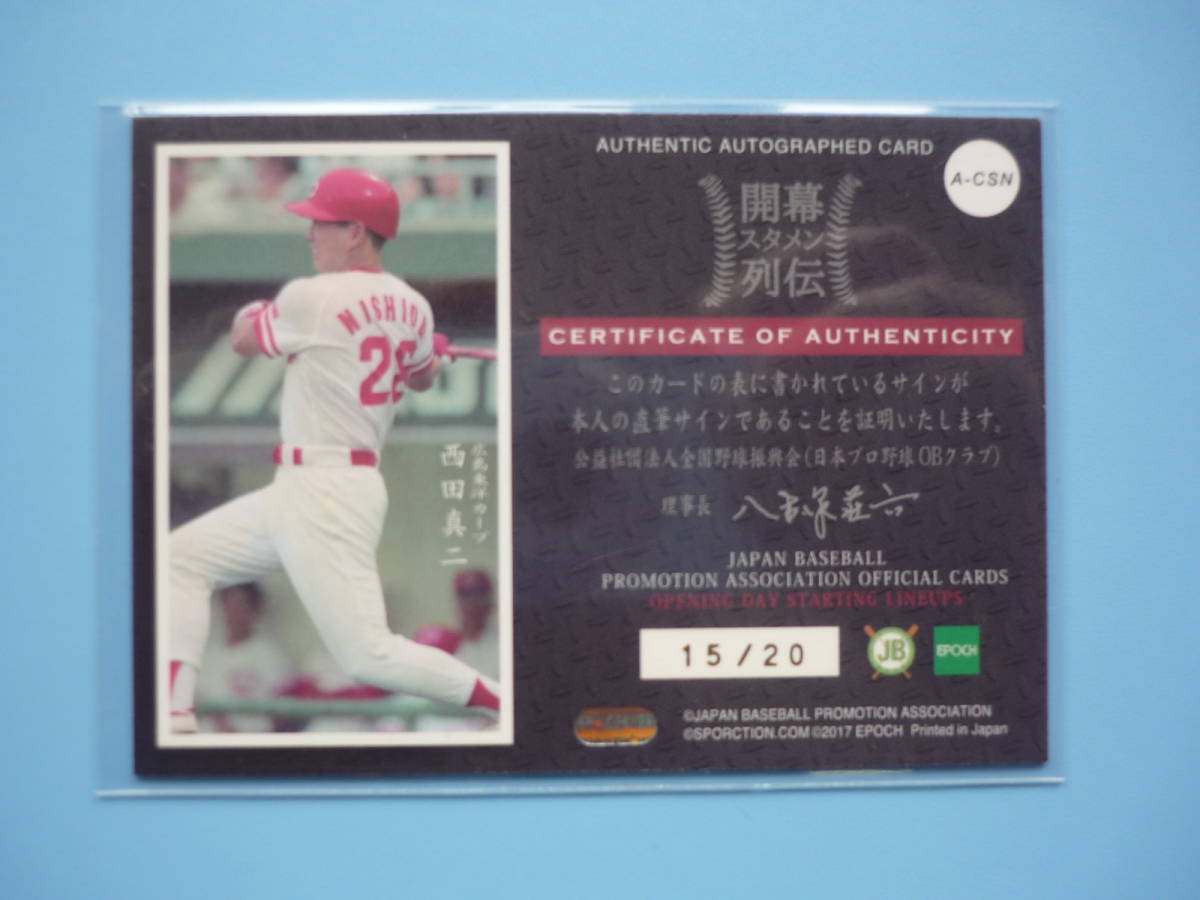 AUTHENTIC AUTOGRAPHED CARD
A-CSN
開幕
スタメン
列伝
CERTIFICATE OF AUTHENTICITY
このカードの表に書かれているサインが
本人の直筆サインであることを証明いたします。
公益社団法人全国野球振興会(日本プロ野球OBクラブ)
理事長
JAPAN BASEBALL
PROMOTION ASSOCIATION OFFICIAL CARDS
OPENING DAY STARTING LINEUPS
15/20
JB
EPOCH
©JAPAN BASEBALL PROMOTION ASSOCIATION
©SPORCTION.COM ©2017 EPOCH Printed in Japan
NISHIDA
28
広島東洋カープ
西田真二